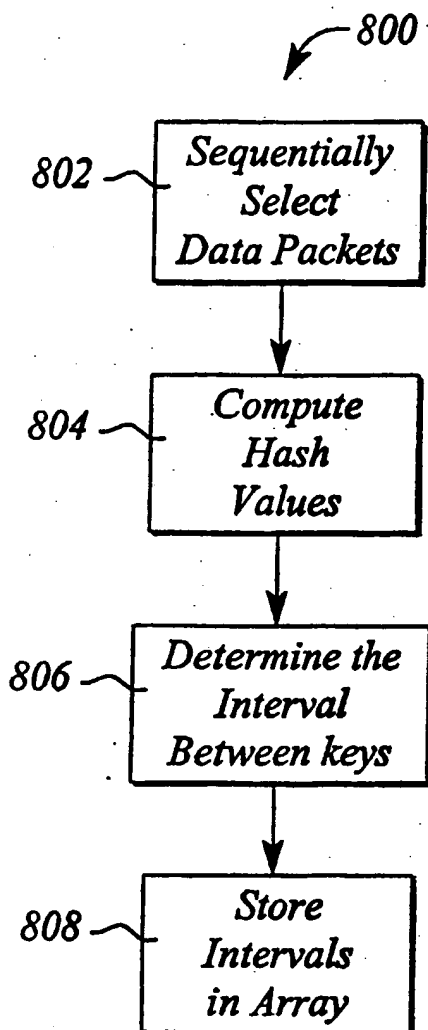 800
802
Sequentially
Select
Data Packets
804
Compute
Hash
Values
806
Determine the
Interval
Between keys
808
Store
Intervals
in Array